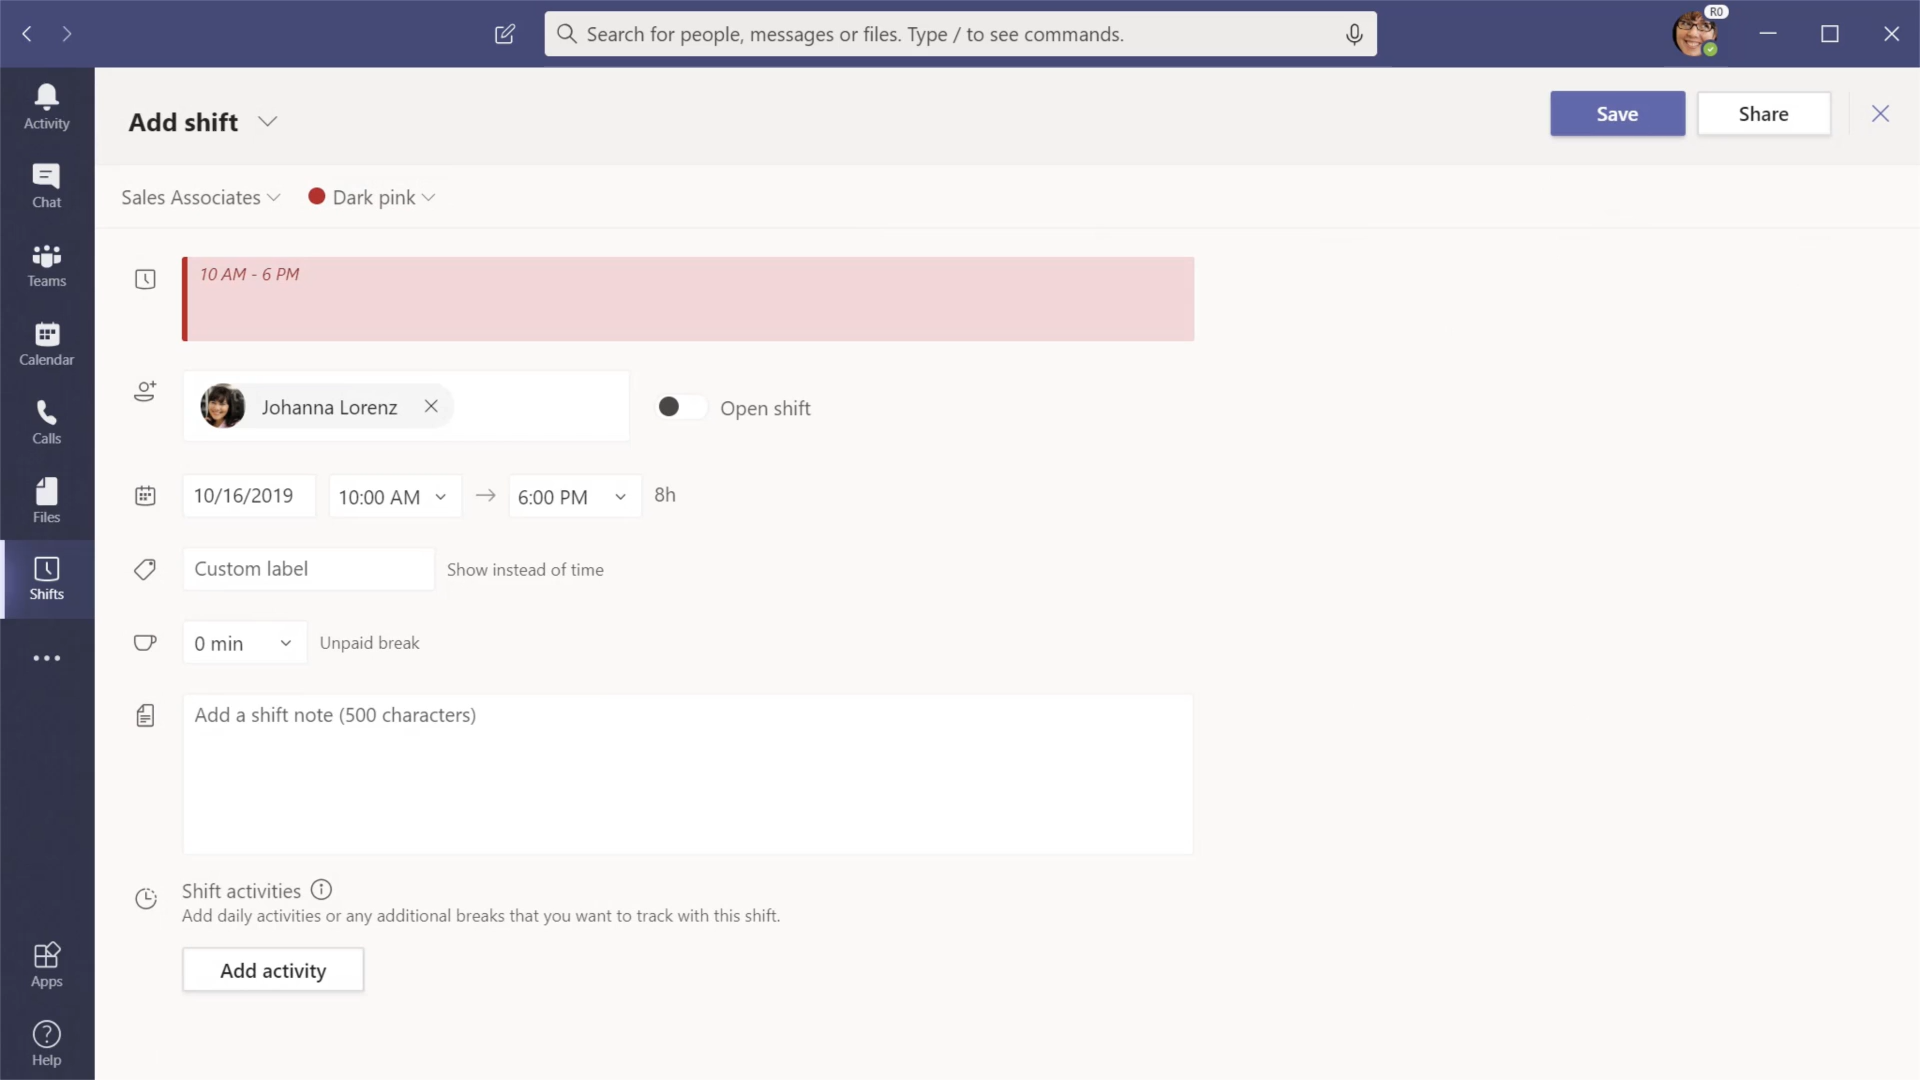 Search for people, messages or files. Type / to see commands.
R0
Activity
Chat
Teams
Calendar
Calls
Files
Shifts
Apps
Help
Add shift
Save
Share
Sales Associates
Dark pink
10 AM - 6 PM
Johanna Lorenz
Open shift
10/16/2019
10:00 AM
6:00 PM
8h
Custom label
Show instead of time
0 min
Unpaid break
Add a shift note (500 characters)
Shift activities
Add daily activities or any additional breaks that you want to track with this shift.
Add activity